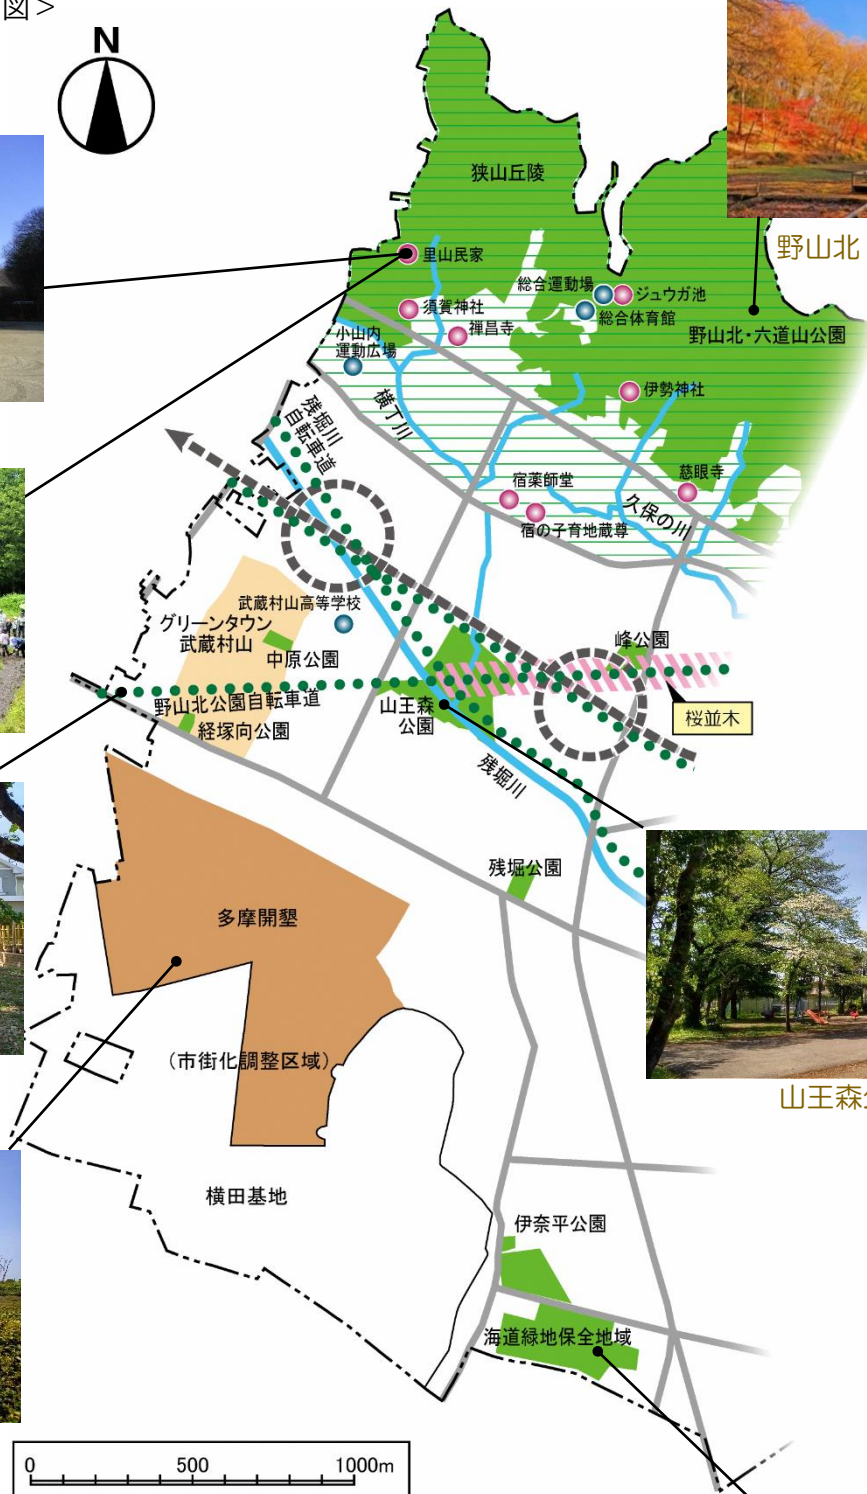 図>
N
狭山丘陵
野山北
里山民家
総合運動場
ジュウガ池
須賀神社
総合体育館
禅昌寺
野山北・六道山公園
小山内
運動広場
伊勢神社
横丁川
残堀川
自転車道
慈眼寺
宿薬師堂
久保の川
宿の子育地蔵尊
武蔵村山高等学校
グリーンタウン
武蔵村山
峰公園
中原公園
野山北公園自転車道
山王森
公園
桜並木
経塚向公園
残堀川
残堀公園
多摩開墾
(市街化調整区域)
山王森
横田基地
伊奈平公園
海道緑地保全地域
0 500 1000m